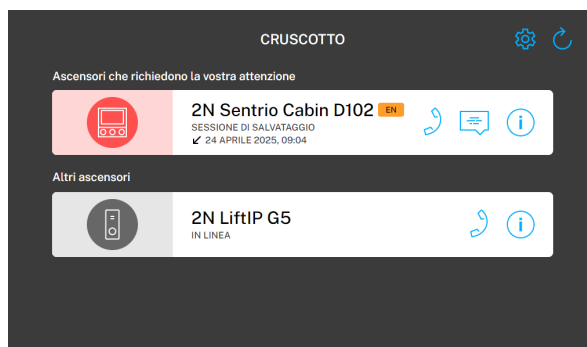 CRUSCOTTO
Ascensori che richiedono la vostra attenzione
2N Sentrio Cabin D102 EN
SESSIONE DI SALVATAGGIO
↙ 24 APRILE 2025, 09:04
Altri ascensori
2N LiftIP G5
IN LINEA